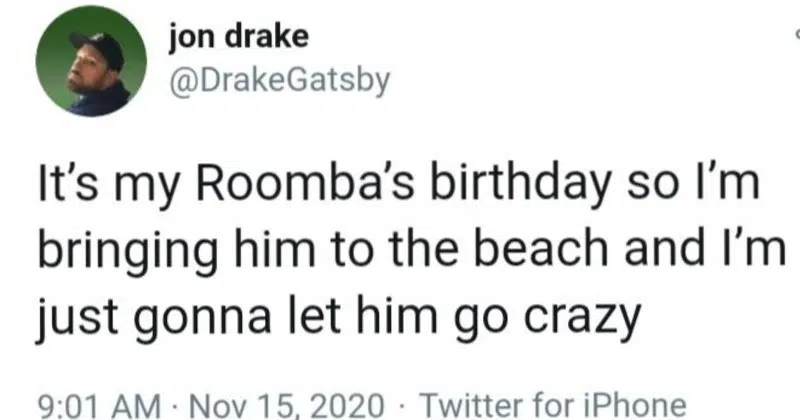 jon drake
@DrakeGatsby
It’s my Roomba’s birthday so I’m
bringing him to the beach and I’m
just gonna let him go crazy
9:01 AM · Nov 15, 2020 · Twitter for iPhone